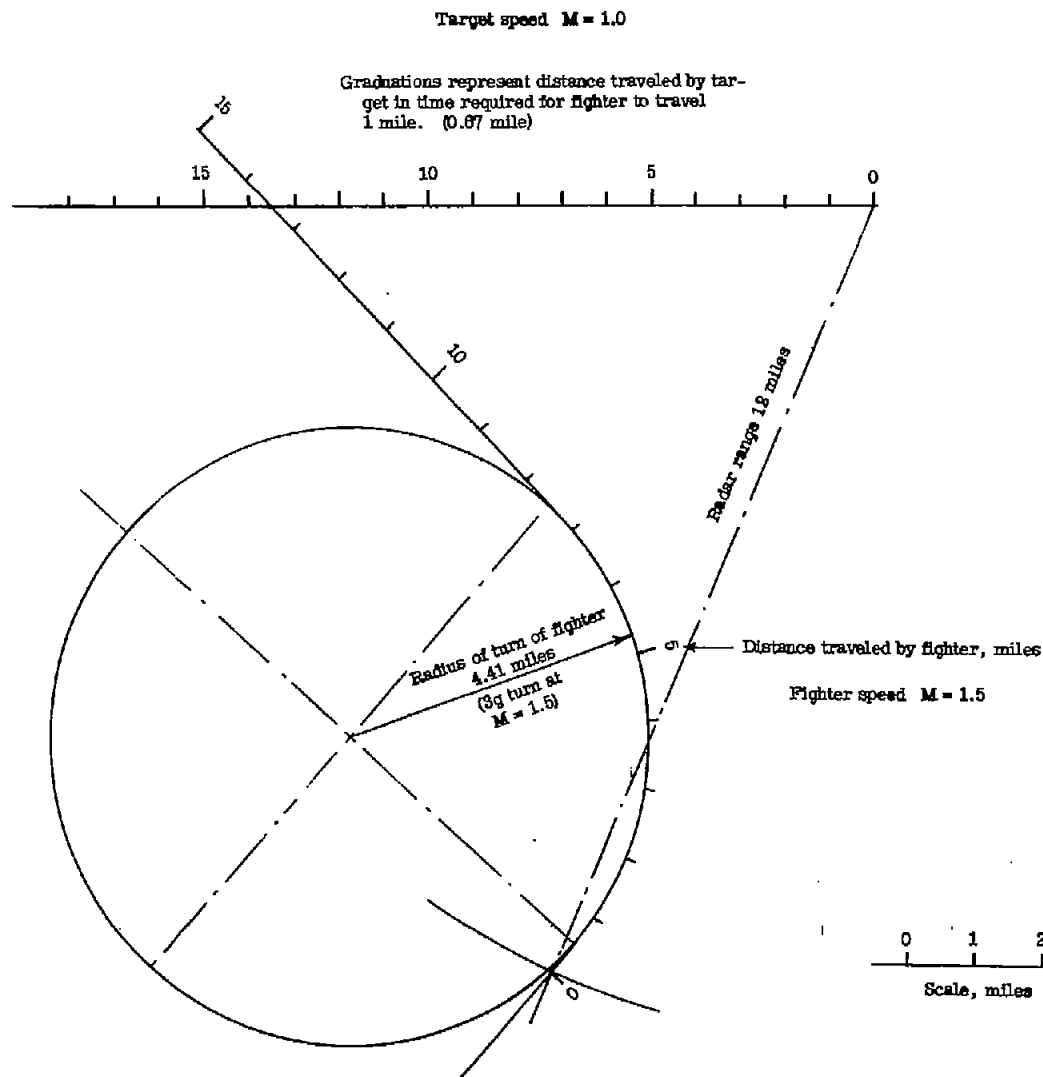 Target speed M = 1.0
Graduations represent distance traveled by tar-
get in time required for fighter to travel
1 mile. (0.67 mile)
15
15
10
5
0
10
Radar range 12 miles
Radius of turn of fighter
4.41 miles
(3g turn at
M = 1.5)
5
Distance traveled by fighter, miles
Fighter speed M = 1.5
0
0 1 2
Scale, miles